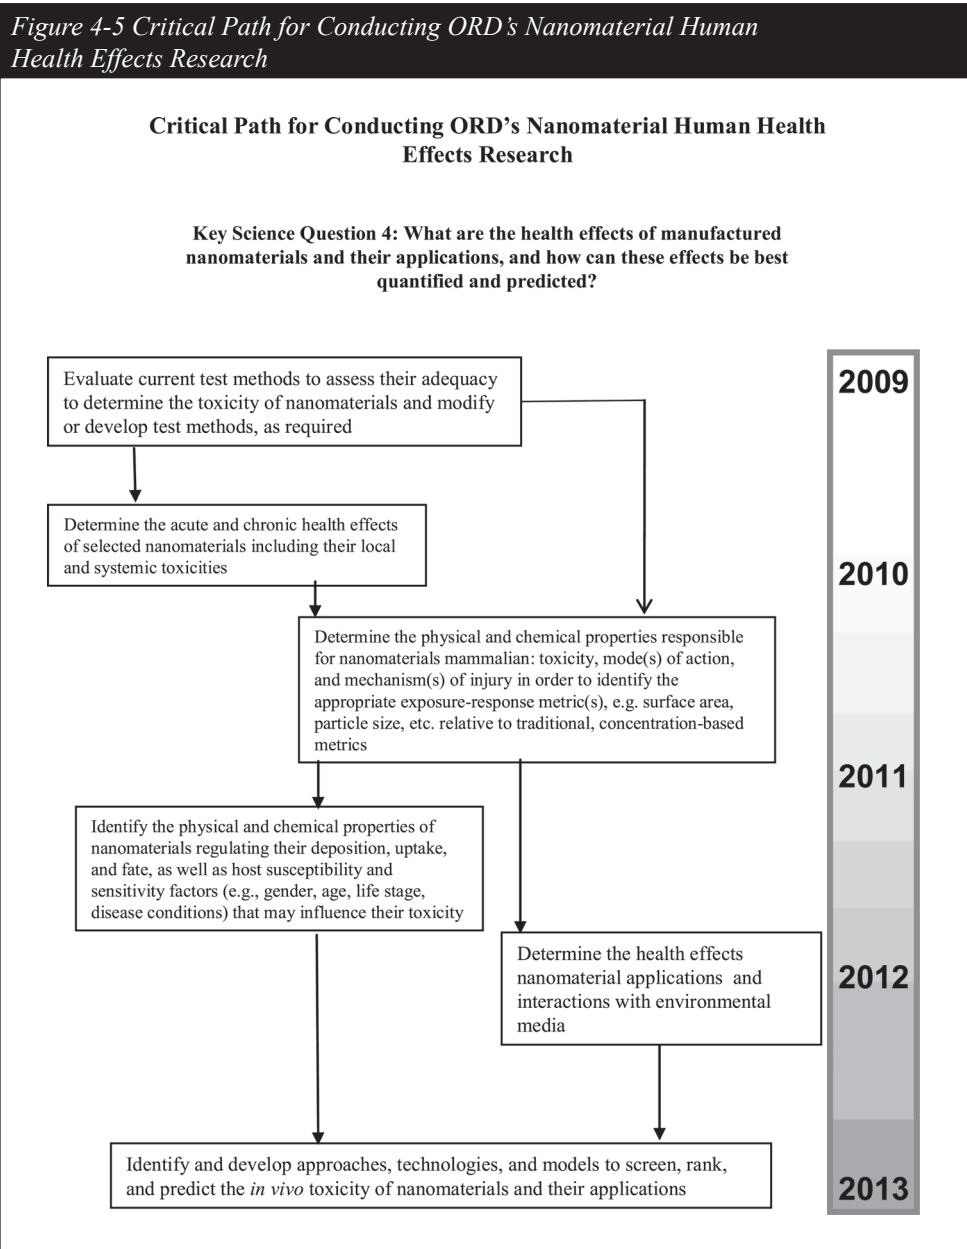 Figure 4-5 Critical Path for Conducting ORD's Nanomaterial Human
Health Effects Research
Critical Path for Conducting ORD's Nanomaterial Human Health
Effects Research
Key Science Question 4: What are the health effects of manufactured
nanomaterials and their applications, and how can these effects be best
quantified and predicted?
Evaluate current test methods to assess their adequacy
to determine the toxicity of nanomaterials and modify
or develop test methods, as required
2009
Determine the acute and chronic health effects
of selected nanomaterials including their local
and systemic toxicities
2010
Determine the physical and chemical properties responsible
for nanomaterials mammalian: toxicity, mode(s) of action,
and mechanism(s) of injury in order to identify the
appropriate exposure-response metric(s), e.g. surface area,
particle size, etc. relative to traditional, concentration-based
metrics
2011
Identify the physical and chemical properties of
nanomaterials regulating their deposition, uptake,
and fate, as well as host susceptibility and
sensitivity factors (e.g., gender, age, life stage,
disease conditions) that may influence their toxicity
Determine the health effects
nanomaterial applications and
interactions with environmental
media
2012
Identify and develop approaches, technologies, and models to screen, rank,
and predict the in vivo toxicity of nanomaterials and their applications
2013